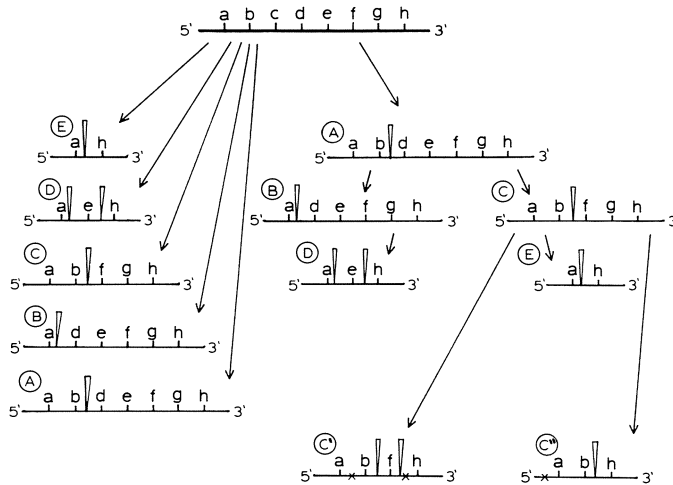 5' a b c d e f g h 3'
E
5' a h 3'
A
5' a b d e f g h 3'
D
5' a e h 3'
B
5' a d e f g h 3'
C
5' a b f g h 3'
C
5' a b f g h 3'
D
5' a e h 3'
E
5' a h 3'
B
5' a d e f g h 3'
A
5' a b d e f g h 3'
C'
5' a b f h 3'
C"
5' a b h 3'